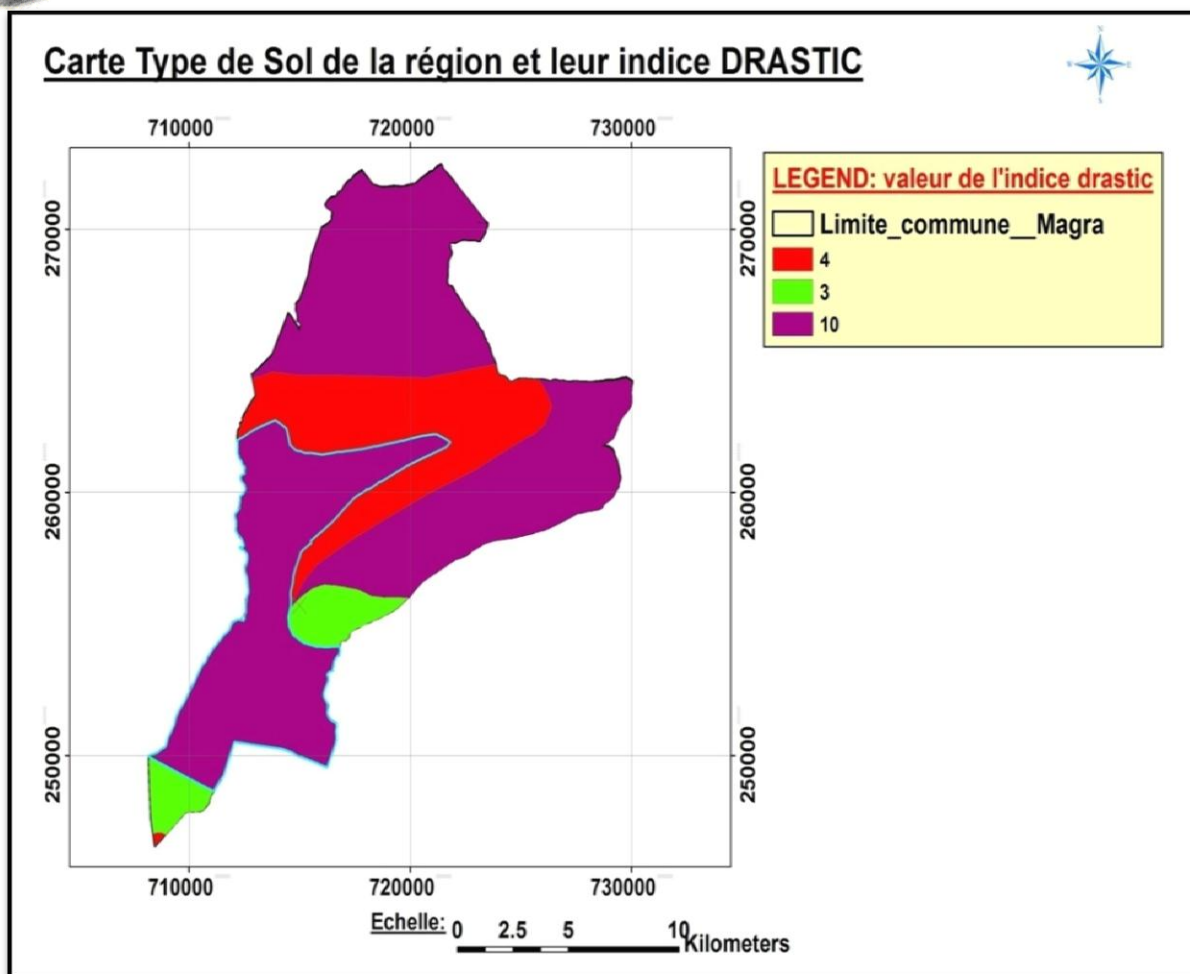 Carte Type de Sol de la région et leur indice DRASTIC
N
710000 720000 730000
LEGEND: valeur de l'indice drastic
Limite_commune__Magra
4
3
10
270000 270000
260000 260000
250000 250000
710000 720000 730000
Echelle: 0 2.5 5 10
Kilometers